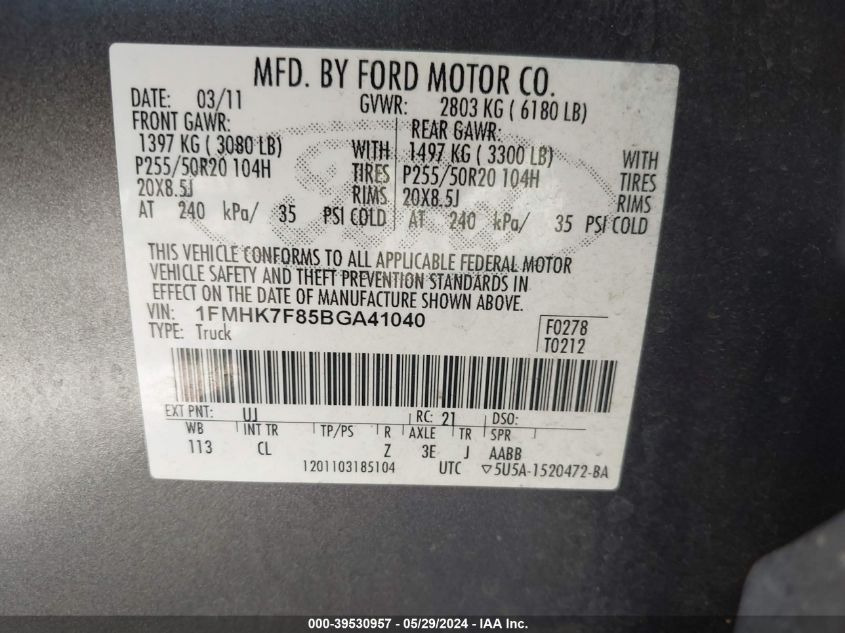 MFD. BY FORD MOTOR CO.
DATE: 03/11 GVWR: 2803 KG ( 6180 LB)
FRONT GAWR: REAR GAWR:
1397 KG ( 3080 LB) WITH 1497 KG ( 3300 LB) WITH
P255/50R20 104H TIRES P255/50R20 104H TIRES
20X8.5J RIMS 20X8.5J RIMS
AT 240 kPa/ 35 PSI COLD AT 240 kPa/ 35 PSI COLD
THIS VEHICLE CONFORMS TO ALL APPLICABLE FEDERAL MOTOR
VEHICLE SAFETY AND THEFT PREVENTION STANDARDS IN
EFFECT ON THE DATE OF MANUFACTURE SHOWN ABOVE.
VIN: 1FMHK7F85BGA41040 F0278
TYPE: Truck T0212
EXT PNT: UJ RC: 21 DSO:
WB INT TR TP/PS R AXLE TR SPR
113 CL Z 3E J AABB
1201103185104 UTC ▽5U5A-1520472-BA
000-39530957 - 05/29/2024 - IAA Inc.